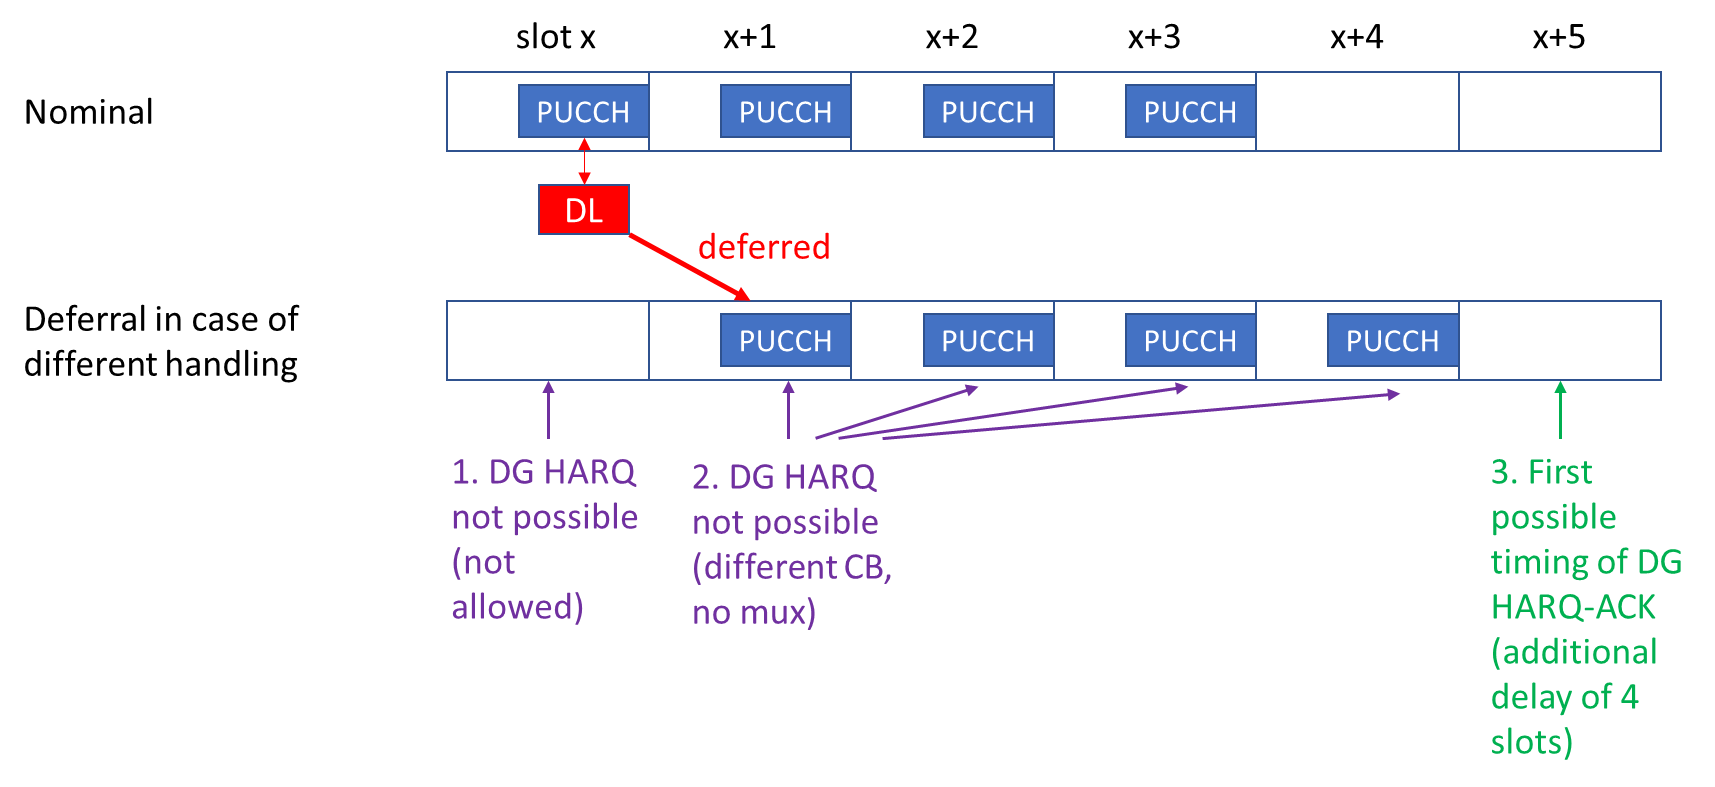 slot x x+1 x+2 x+3 x+4 x+5
Nominal PUCCH PUCCH PUCCH PUCCH
DL
deferred
Deferral in case of
different handling
PUCCH PUCCH PUCCH PUCCH
1. DG HARQ
not possible
(not
allowed)
2. DG HARQ
not possible
(different CB,
no mux)
3. First
possible
timing of DG
HARQ-ACK
(additional
delay of 4
slots)